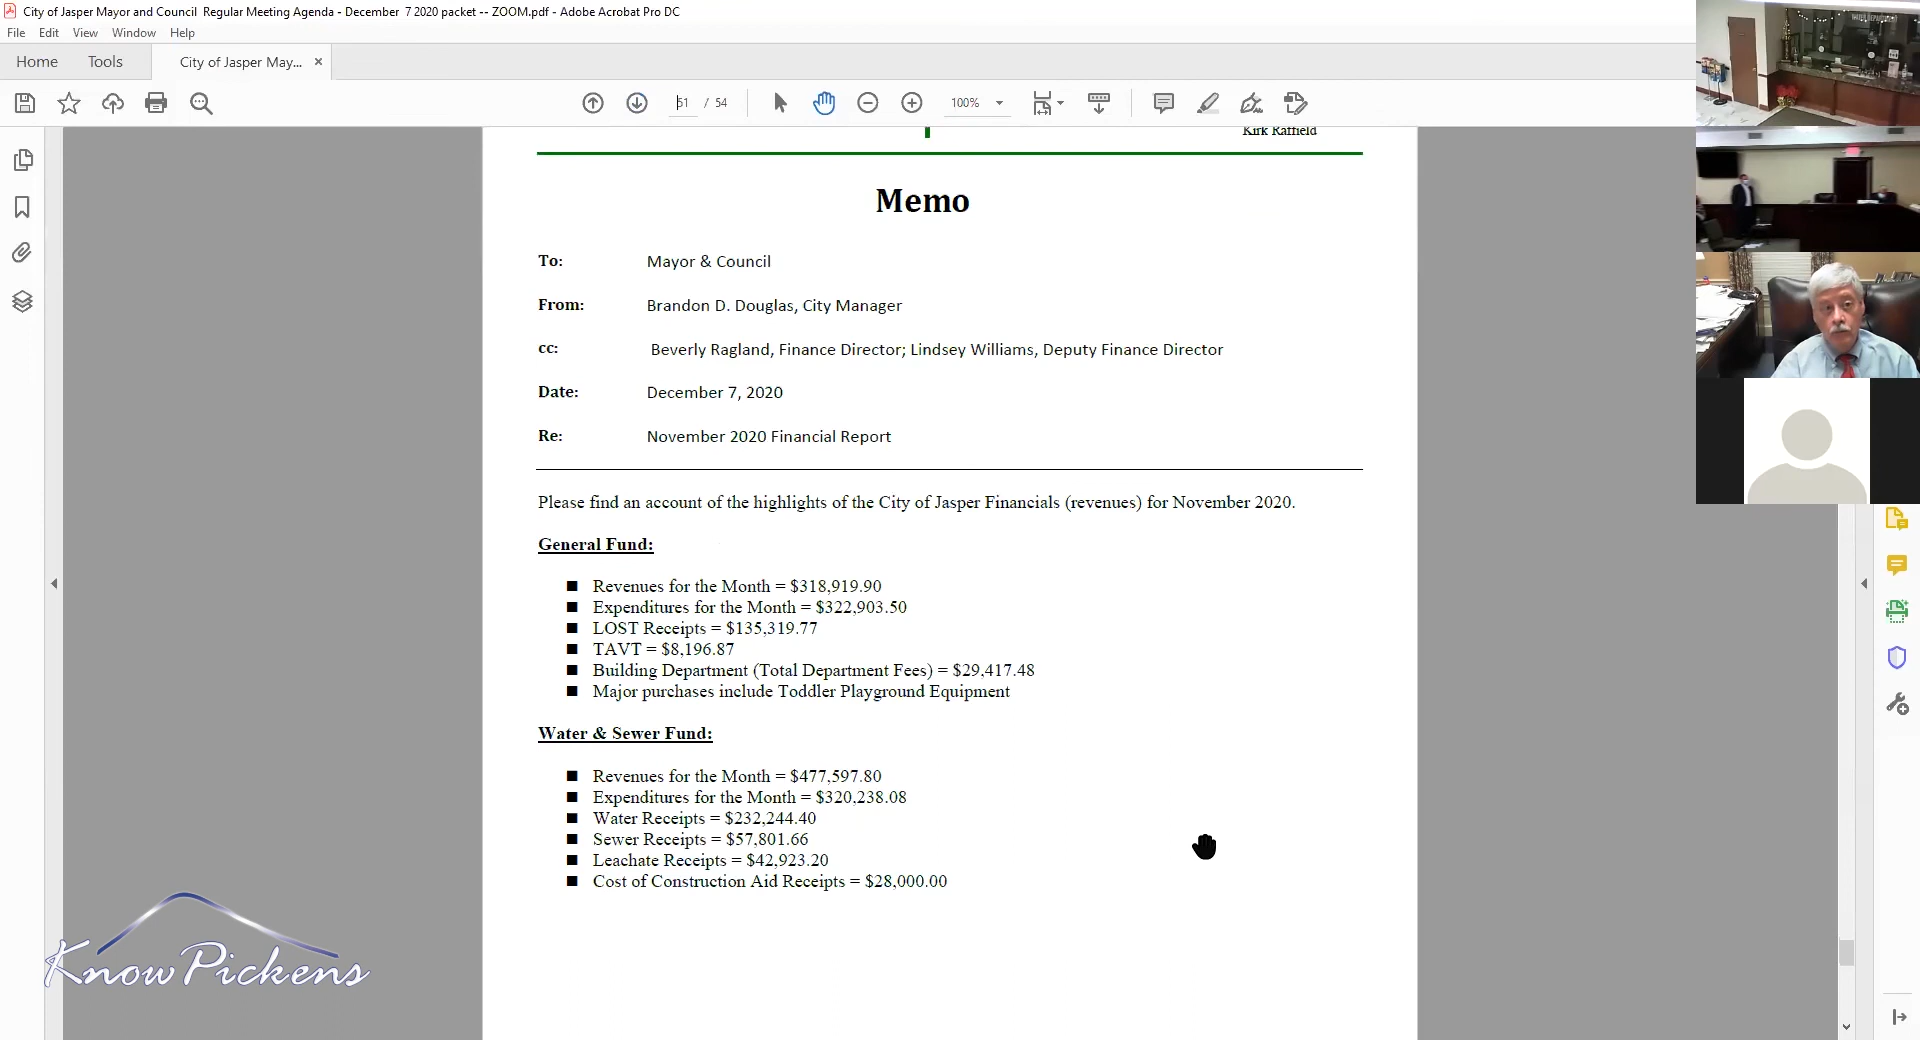 City of Jasper Mayor and Council  Regular Meeting Agenda - December  7 2020 packet -- ZOOM.pdf - Adobe Acrobat Pro DC
File Edit View Window Help
Home Tools City of Jasper May... ×
51 / 54 100%
Kirk Raffield
Memo
To: Mayor & Council
From: Brandon D. Douglas, City Manager
cc: Beverly Ragland, Finance Director; Lindsey Williams, Deputy Finance Director
Date: December 7, 2020
Re: November 2020 Financial Report
Please find an account of the highlights of the City of Jasper Financials (revenues) for November 2020.
General Fund:
■ Revenues for the Month = $318,919.90
■ Expenditures for the Month = $322,903.50
■ LOST Receipts = $135,319.77
■ TAVT = $8,196.87
■ Building Department (Total Department Fees) = $29,417.48
■ Major purchases include Toddler Playground Equipment
Water & Sewer Fund:
■ Revenues for the Month = $477,597.80
■ Expenditures for the Month = $320,238.08
■ Water Receipts = $232,244.40
■ Sewer Receipts = $57,801.66
■ Leachate Receipts = $42,923.20
■ Cost of Construction Aid Receipts = $28,000.00
KnowPickens